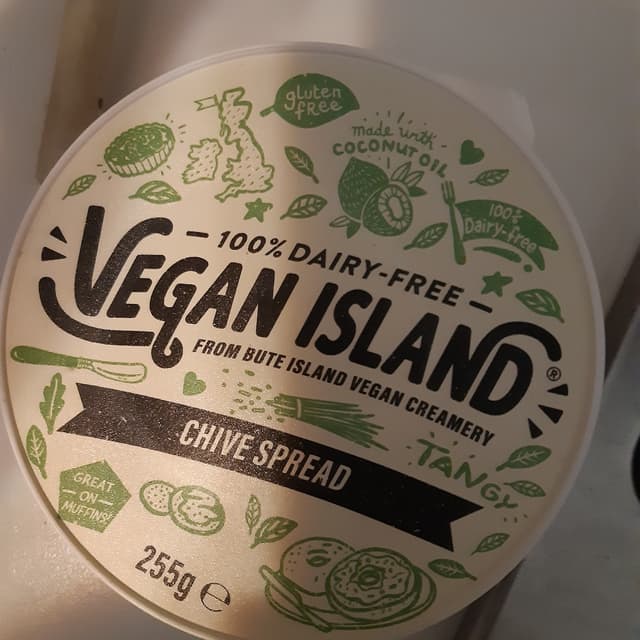 gluten
free
made with
COCONUT OIL
100%
Dairy-free
100% DAIRY-FREE
VEGAN ISLAND®
FROM BUTE ISLAND VEGAN CREAMERY
CHIVE SPREAD
TANGY
GREAT
ON
MUFFINS!
255g ℮